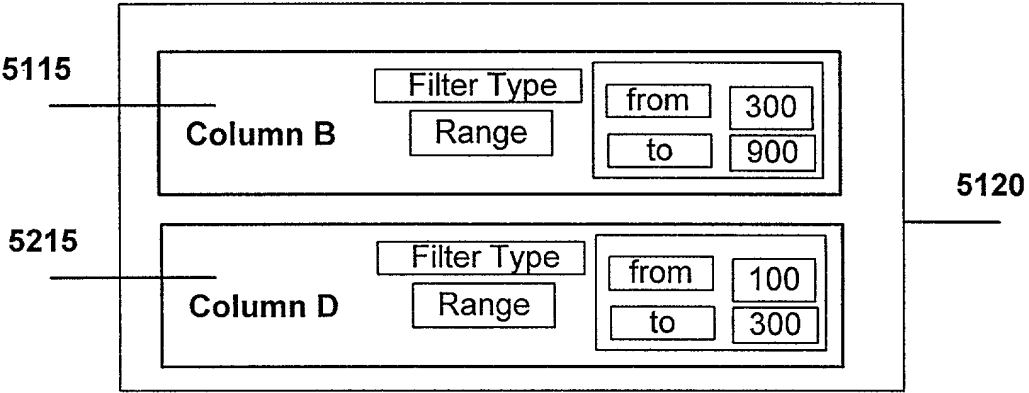 5115
Filter Type
from 300
Column B
Range
to 900
5120
5215
Filter Type
from 100
Column D
Range
to 300